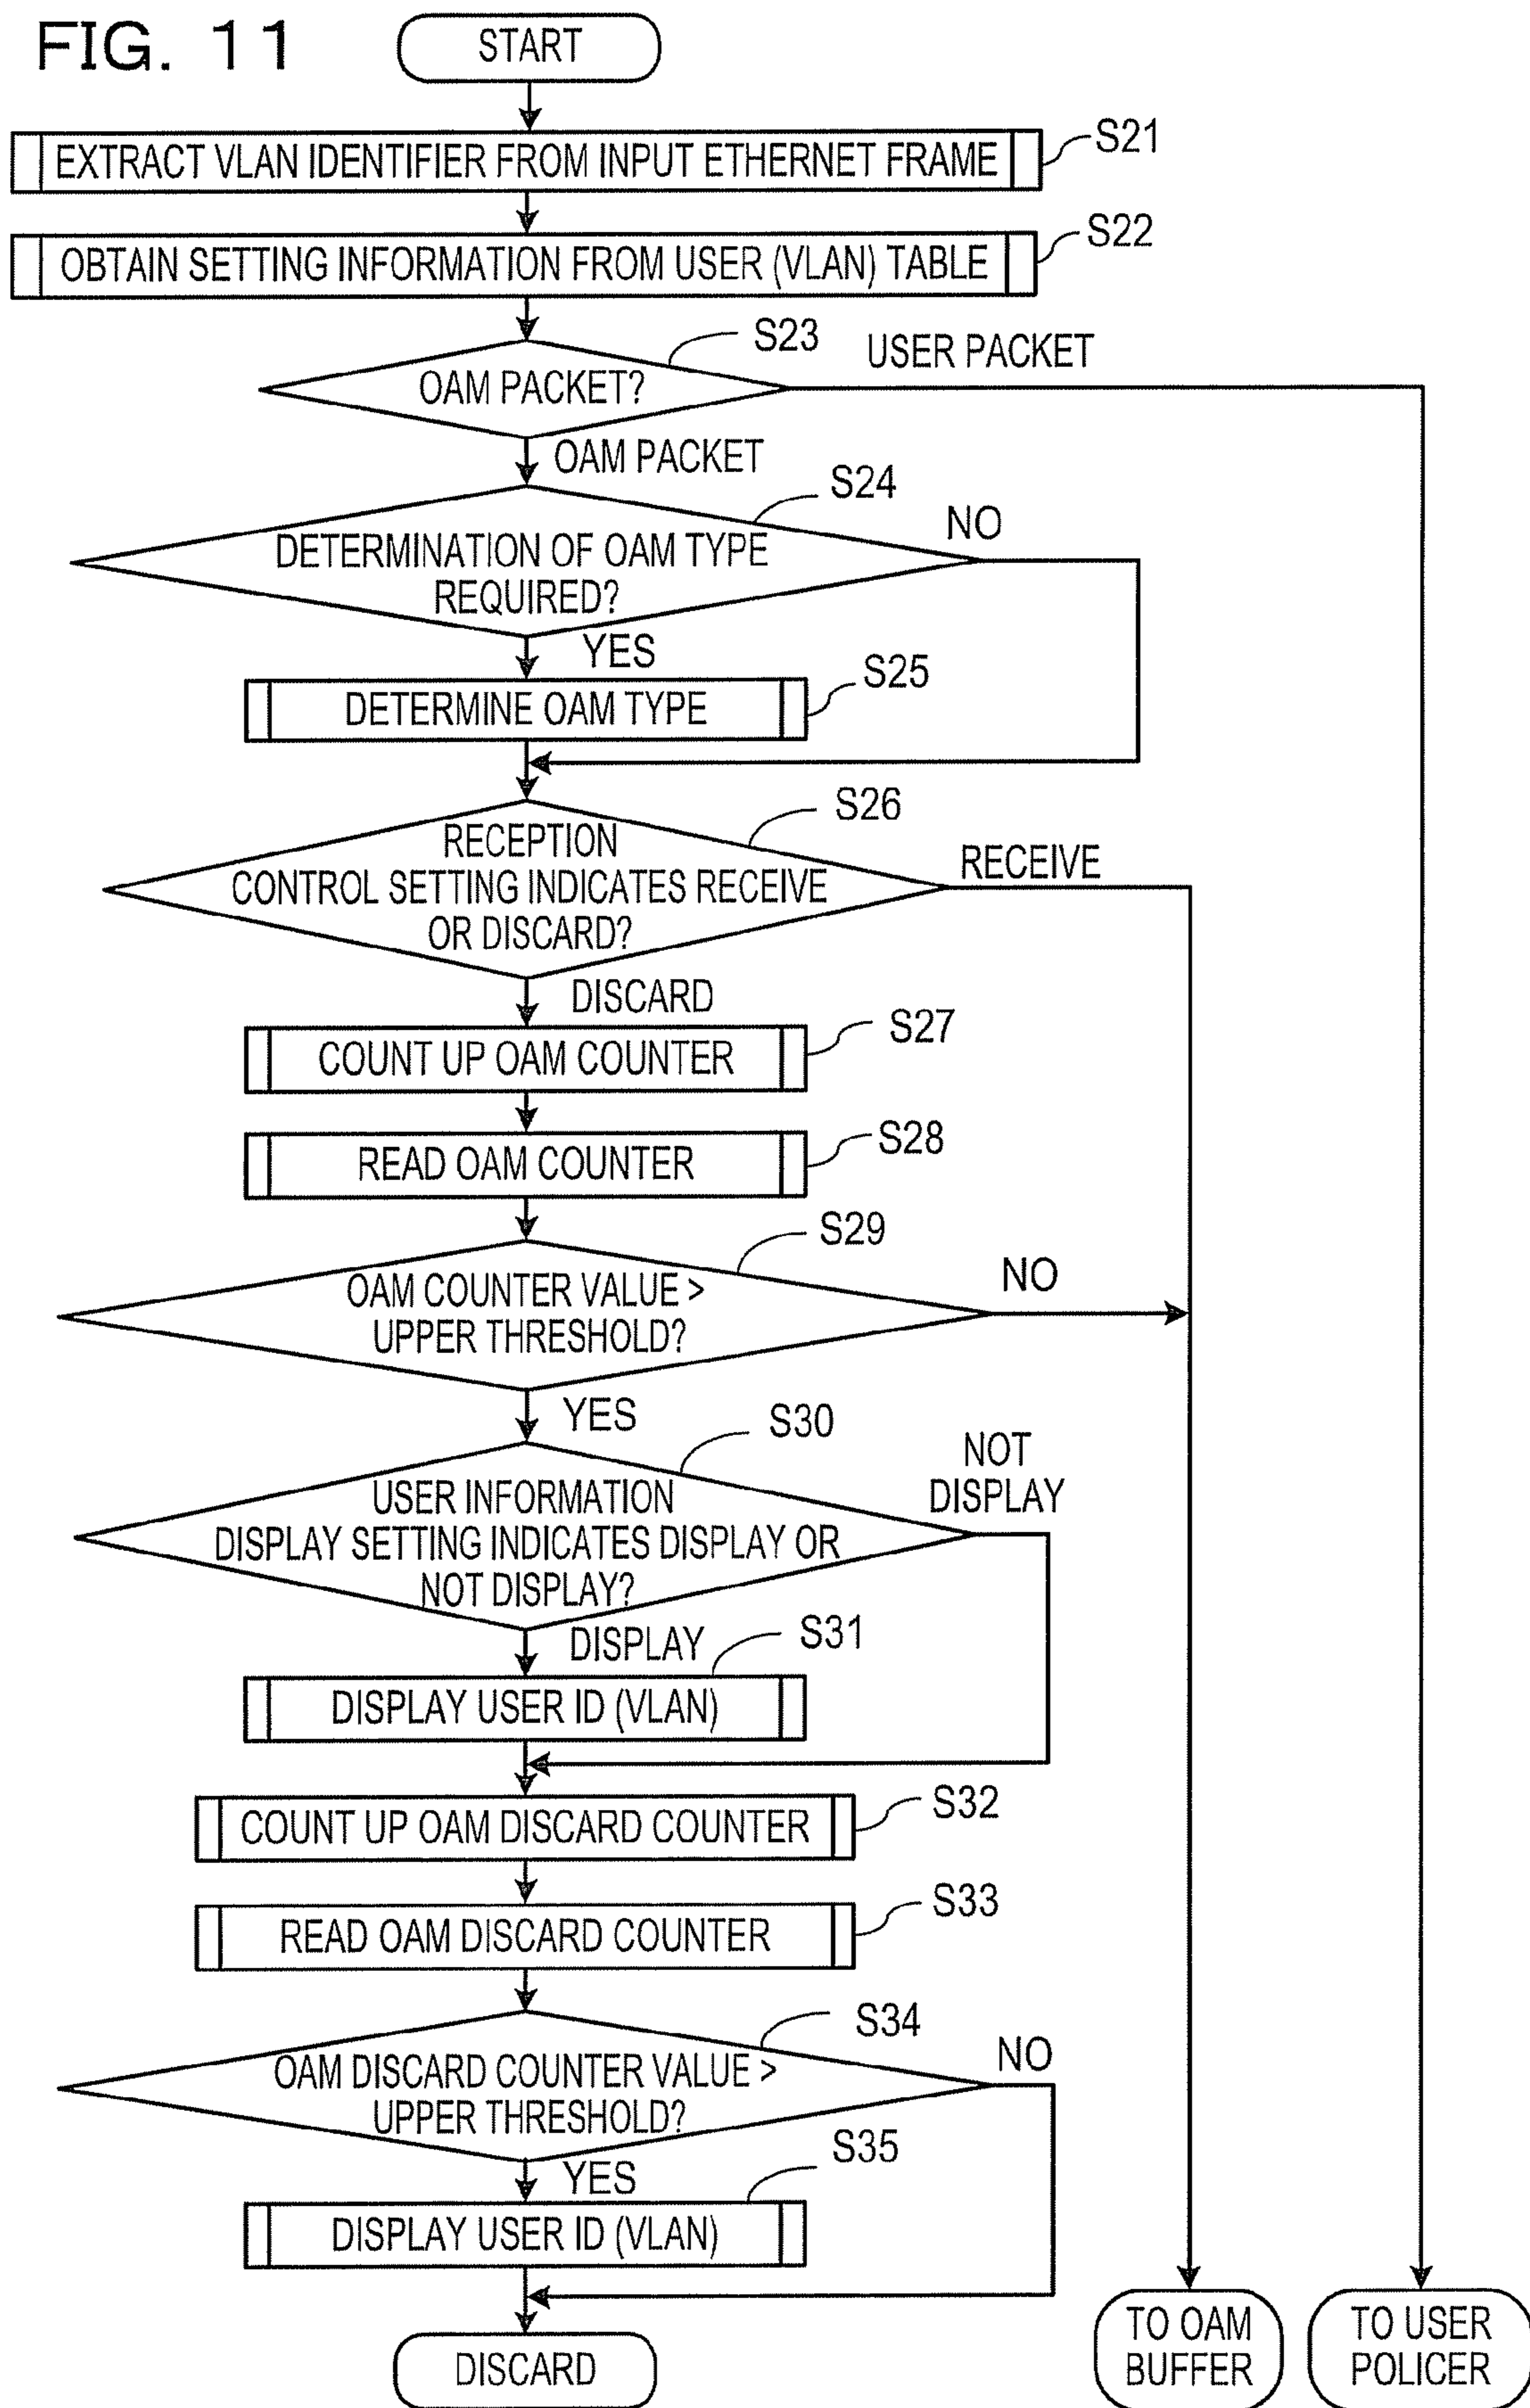 FIG. 11
START
EXTRACT VLAN IDENTIFIER FROM INPUT ETHERNET FRAME
S21
OBTAIN SETTING INFORMATION FROM USER (VLAN) TABLE
S22
OAM PACKET?
S23
USER PACKET
OAM PACKET
DETERMINATION OF OAM TYPE
REQUIRED?
S24
NO
YES
DETERMINE OAM TYPE
S25
RECEPTION
CONTROL SETTING INDICATES RECEIVE
OR DISCARD?
S26
RECEIVE
DISCARD
COUNT UP OAM COUNTER
S27
READ OAM COUNTER
S28
OAM COUNTER VALUE >
UPPER THRESHOLD?
S29
NO
YES
USER INFORMATION
DISPLAY SETTING INDICATES DISPLAY OR
NOT DISPLAY?
S30
NOT
DISPLAY
DISPLAY
DISPLAY USER ID (VLAN)
S31
COUNT UP OAM DISCARD COUNTER
S32
READ OAM DISCARD COUNTER
S33
OAM DISCARD COUNTER VALUE >
UPPER THRESHOLD?
S34
NO
YES
DISPLAY USER ID (VLAN)
S35
DISCARD
TO OAM
BUFFER
TO USER
POLICER